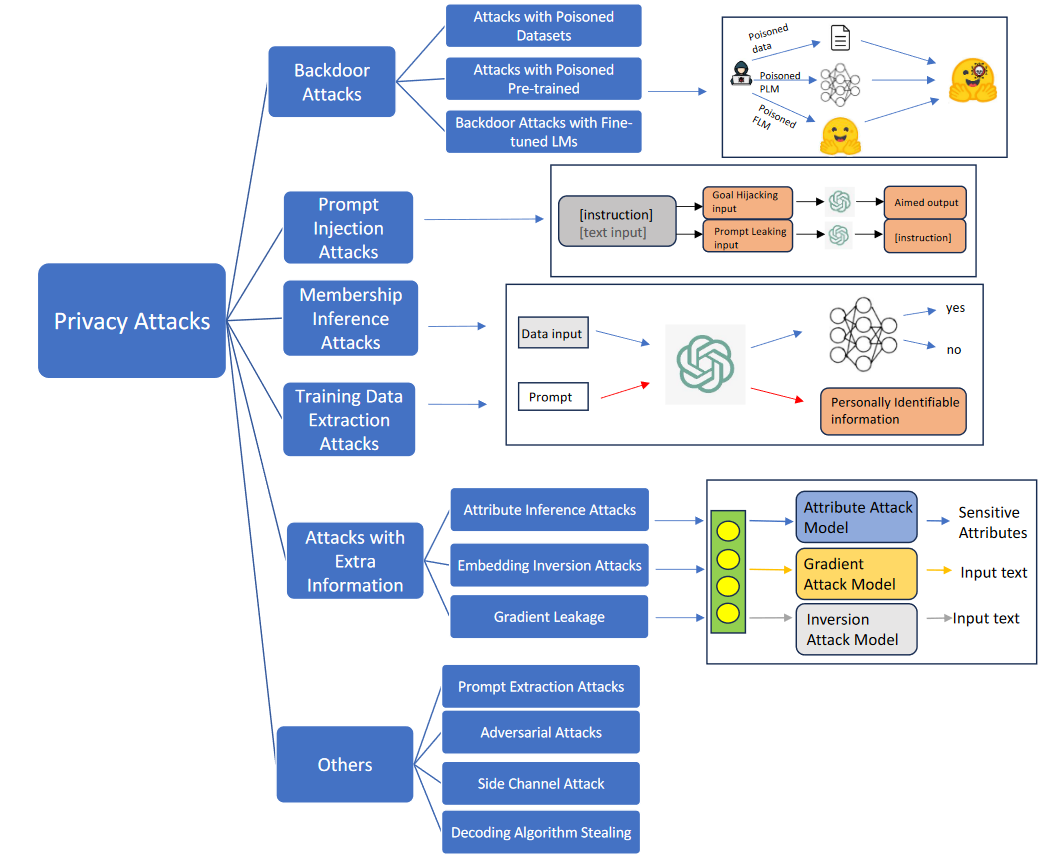 Privacy Attacks
Backdoor
Attacks
Attacks with Poisoned
Datasets
Attacks with Poisoned
Pre-trained
Backdoor Attacks with Fine-
tuned LMs
Poisoned
data
Poisoned
PLM
Poisoned
FLM
Prompt
Injection
Attacks
[instruction]
[text input]
Goal Hijacking
input
Aimed output
Prompt Leaking
input
[instruction]
Membership
Inference
Attacks
Training Data
Extraction
Attacks
Data input
Prompt
yes
no
Personally Identifiable
information
Attacks with
Extra
Information
Attribute Inference Attacks
Embedding Inversion Attacks
Gradient Leakage
Attribute Attack
Model
Sensitive
Attributes
Gradient
Attack Model
Input text
Inversion
Attack Model
Input text
Others
Prompt Extraction Attacks
Adversarial Attacks
Side Channel Attack
Decoding Algorithm Stealing